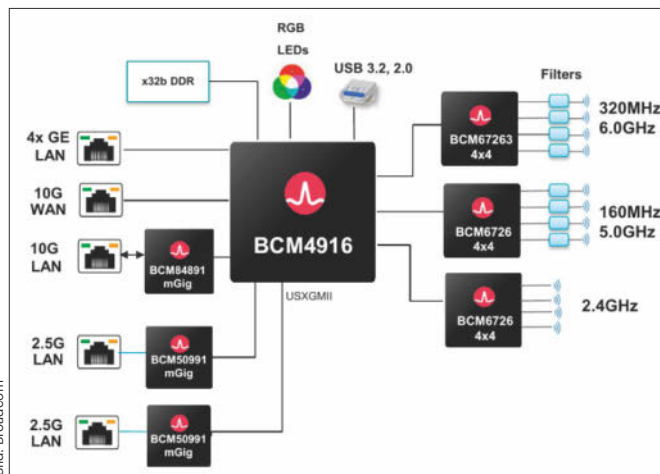 RGB
LEDs
x32b DDR
USB 3.2, 2.0
Filters
4x GE
LAN
10G
WAN
10G
LAN
BCM84891
mGig
BCM4916
USXGMII
2.5G
LAN
BCM50991
mGig
2.5G
LAN
BCM50991
mGig
BCM67263
4x4
320MHz
6.0GHz
BCM6726
4x4
160MHz
5.0GHz
BCM6726
4x4
2.4GHz
Bild: Broadcom